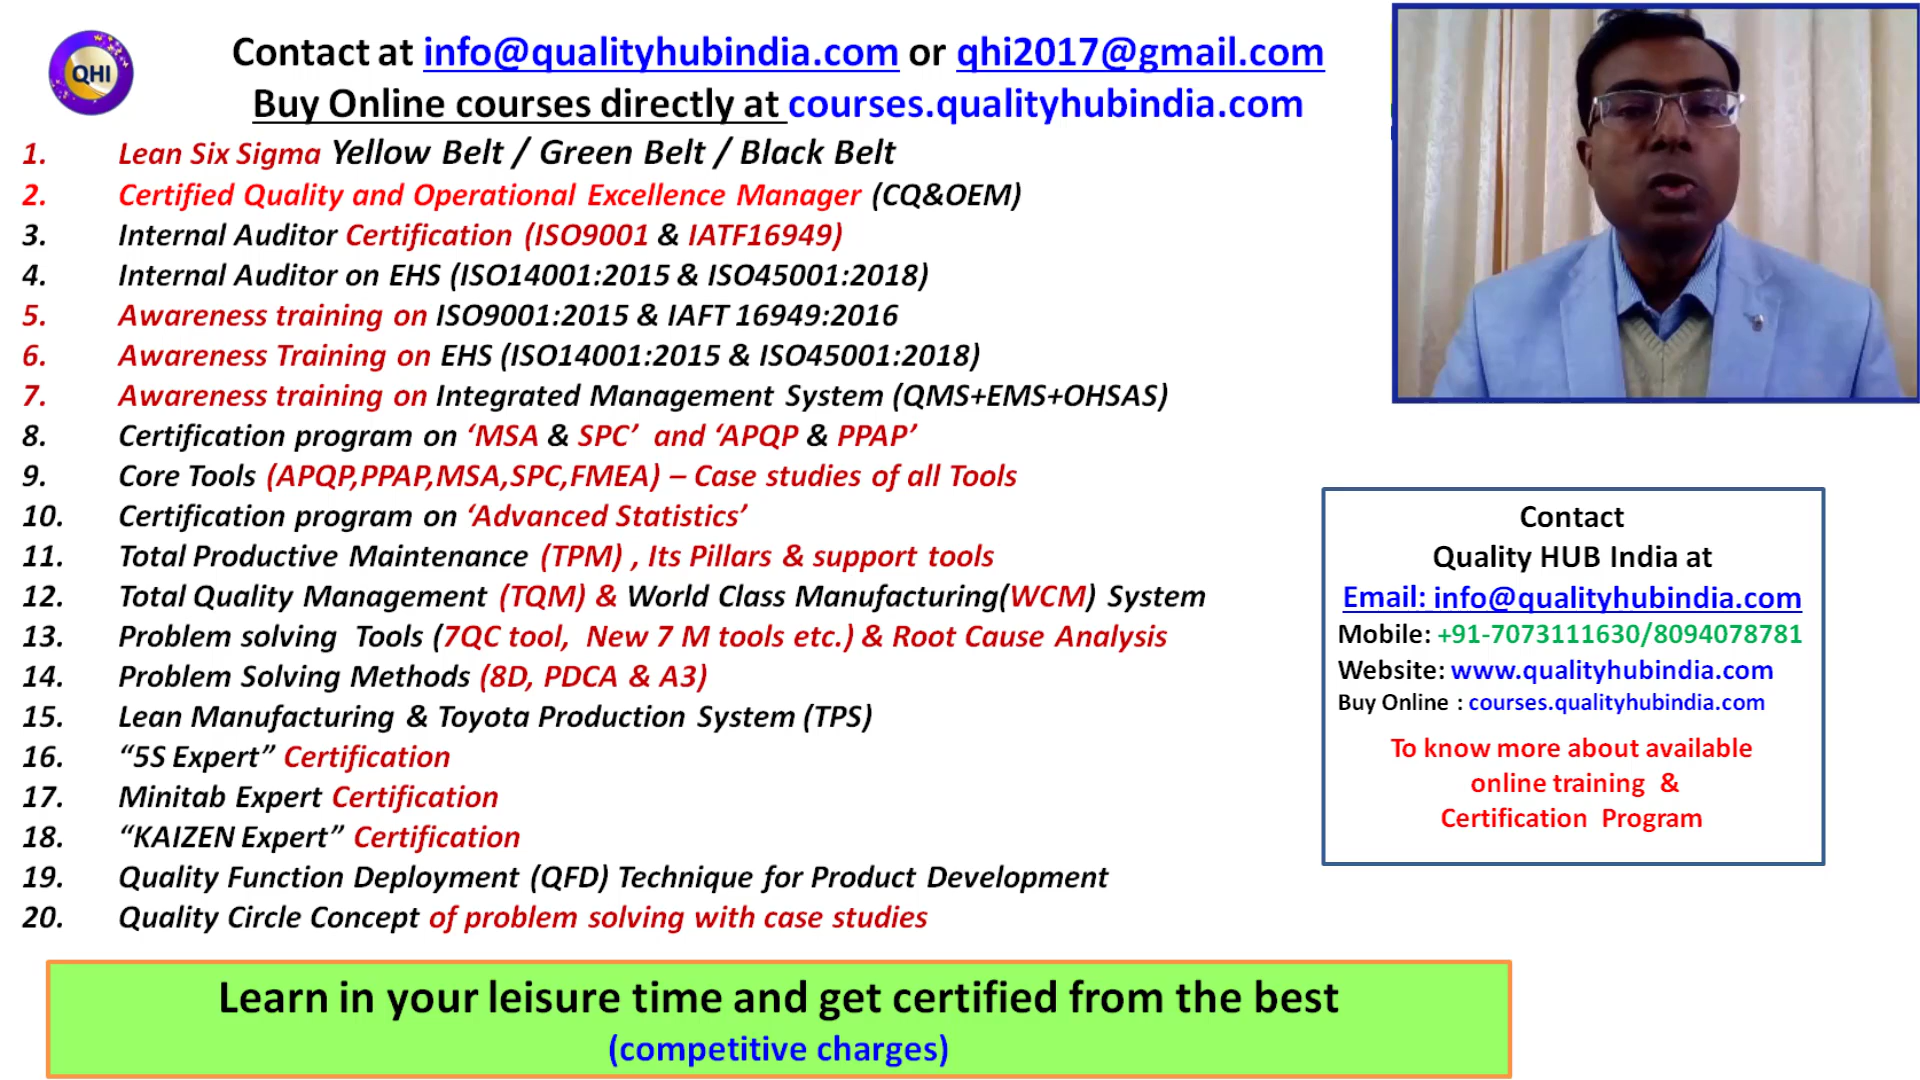 QHI
Contact at info@qualityhubindia.com or qhi2017@gmail.com
Buy Online courses directly at courses.qualityhubindia.com
1. Lean Six Sigma Yellow Belt / Green Belt / Black Belt
2. Certified Quality and Operational Excellence Manager (CQ&OEM)
3. Internal Auditor Certification (ISO9001 & IATF16949)
4. Internal Auditor on EHS (ISO14001:2015 & ISO45001:2018)
5. Awareness training on ISO9001:2015 & IAFT 16949:2016
6. Awareness Training on EHS (ISO14001:2015 & ISO45001:2018)
7. Awareness training on Integrated Management System (QMS+EMS+OHSAS)
8. Certification program on ‘MSA & SPC’ and ‘APQP & PPAP’
9. Core Tools (APQP,PPAP,MSA,SPC,FMEA) – Case studies of all Tools
10. Certification program on ‘Advanced Statistics’
11. Total Productive Maintenance (TPM) , Its Pillars & support tools
12. Total Quality Management (TQM) & World Class Manufacturing(WCM) System
13. Problem solving Tools (7QC tool, New 7 M tools etc.) & Root Cause Analysis
14. Problem Solving Methods (8D, PDCA & A3)
15. Lean Manufacturing & Toyota Production System (TPS)
16. “5S Expert” Certification
17. Minitab Expert Certification
18. “KAIZEN Expert” Certification
19. Quality Function Deployment (QFD) Technique for Product Development
20. Quality Circle Concept of problem solving with case studies
Contact
Quality HUB India at
Email: info@qualityhubindia.com
Mobile: +91-7073111630/8094078781
Website: www.qualityhubindia.com
Buy Online : courses.qualityhubindia.com
To know more about available
online training &
Certification Program
Learn in your leisure time and get certified from the best
(competitive charges)